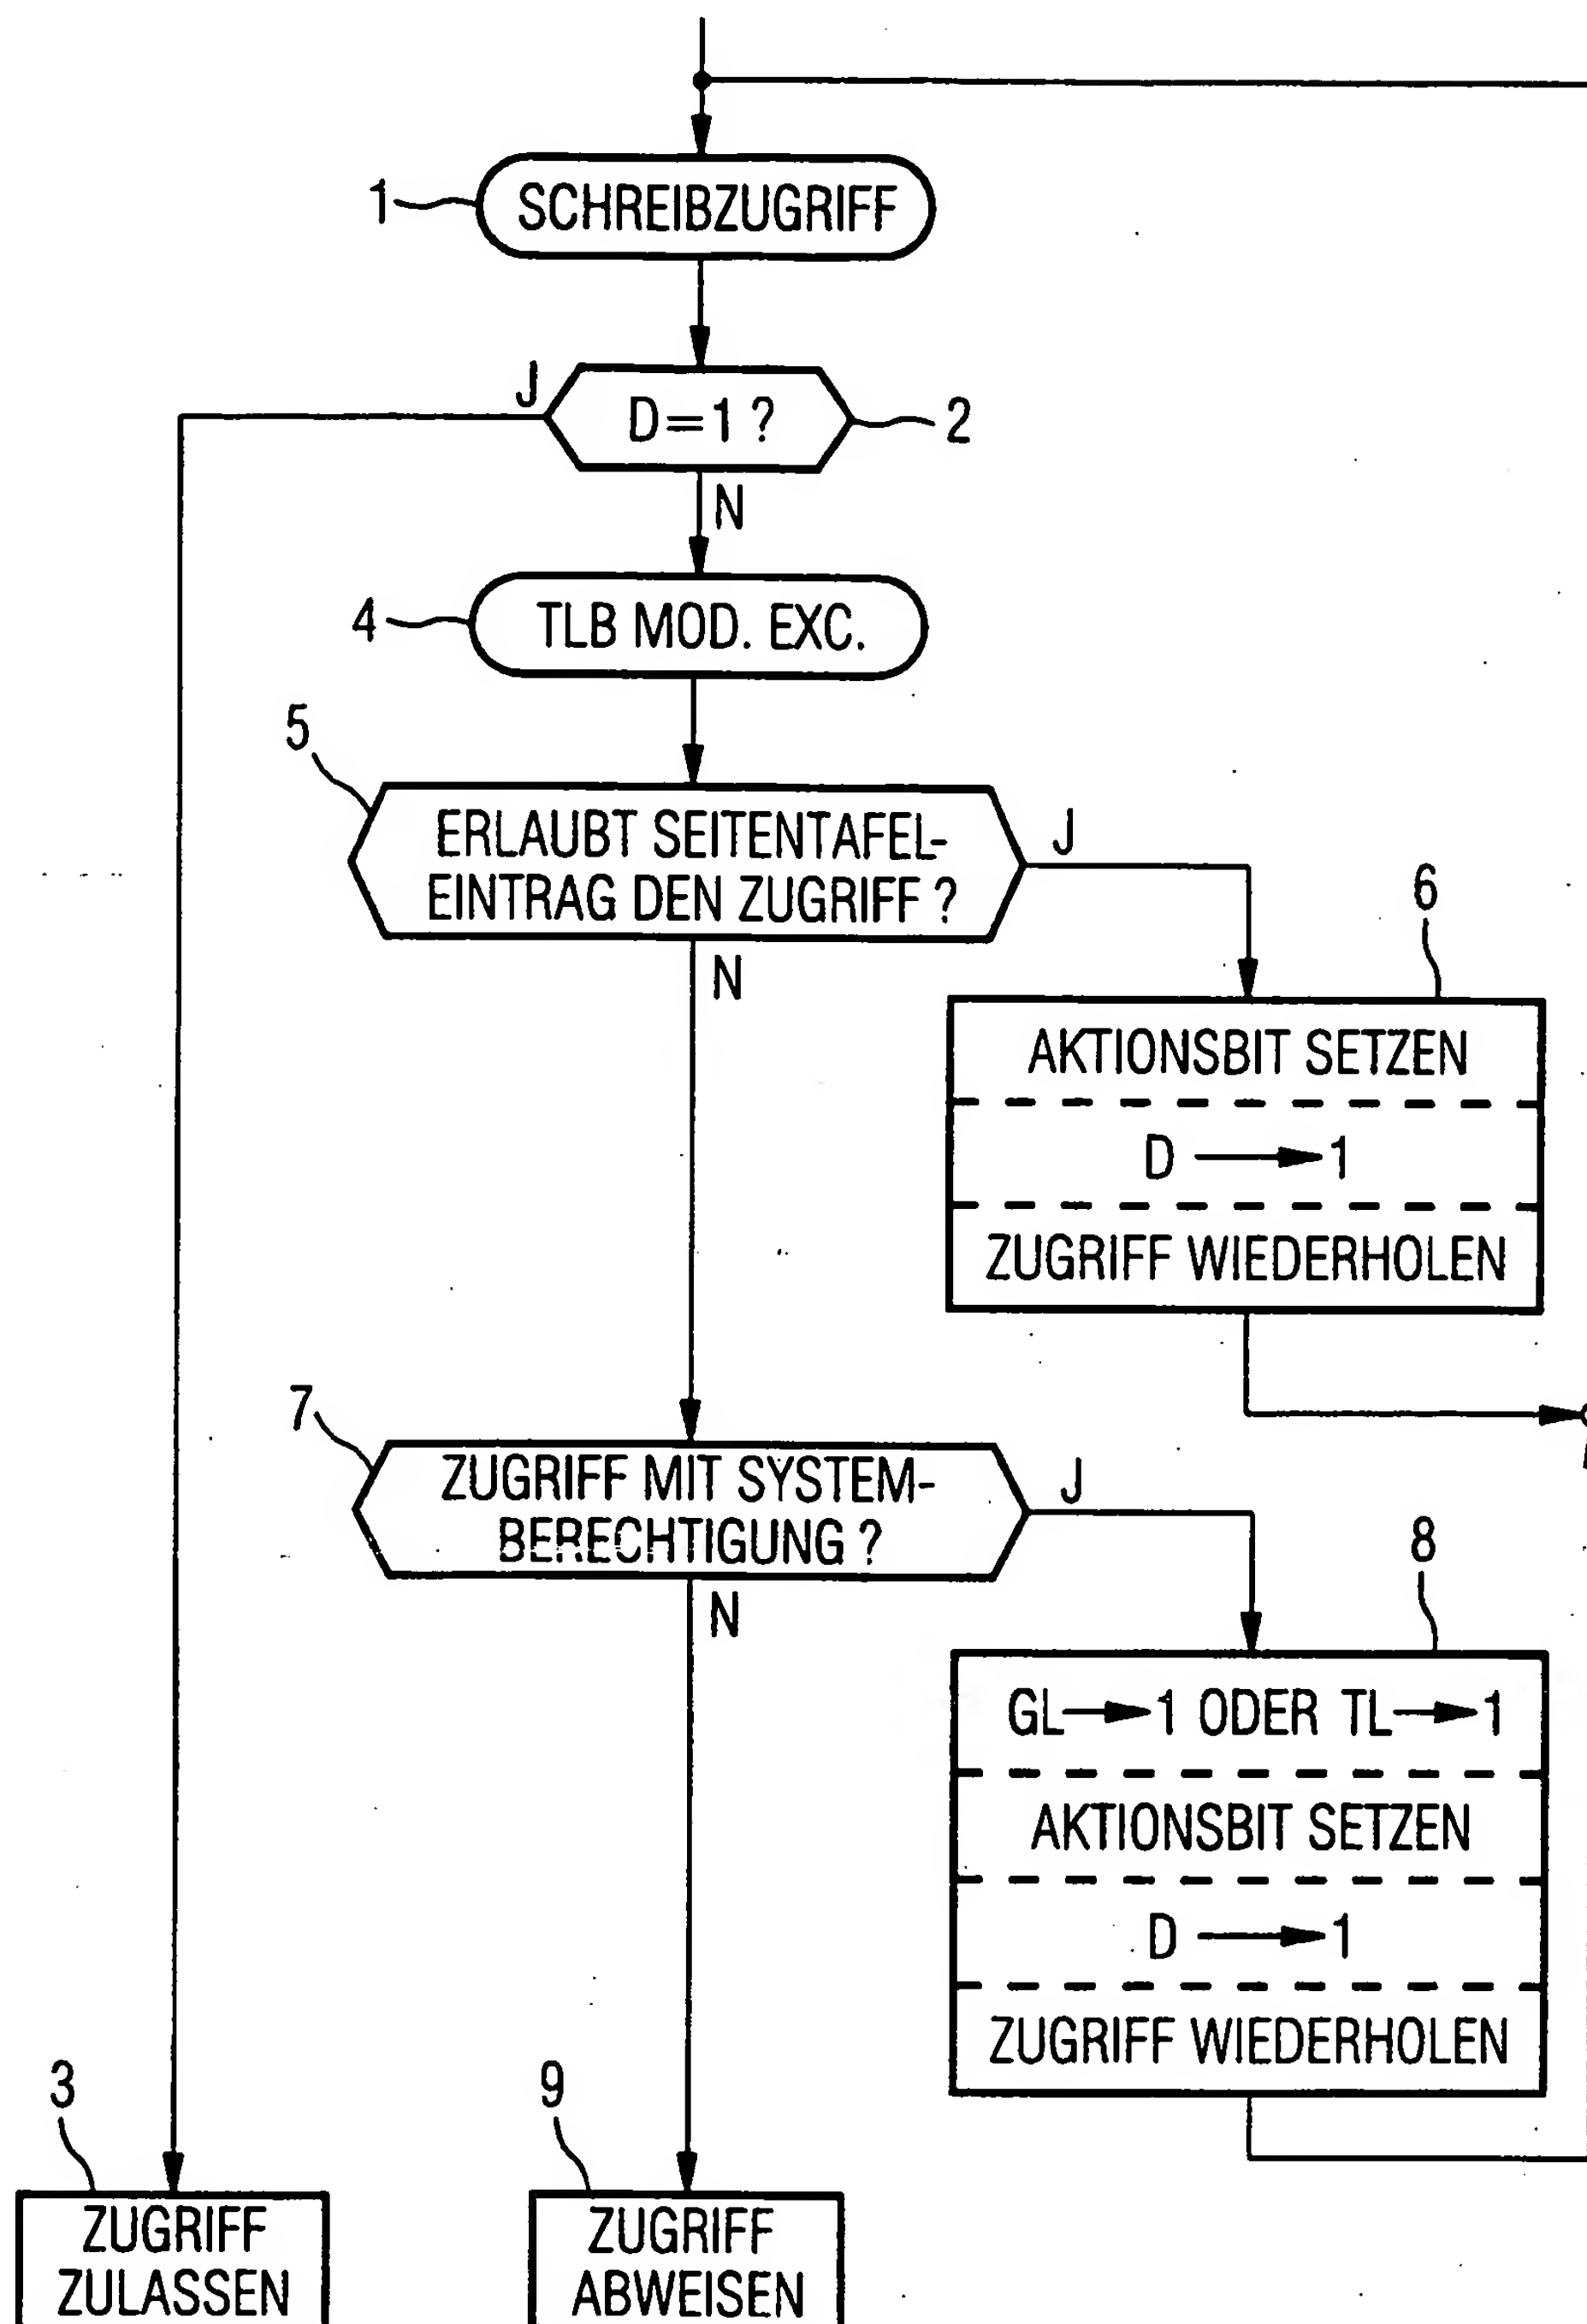 1
SCHREIBZUGRIFF
J
D=1 ?
2
N
4
TLB MOD. EXC.
5
ERLAUBT SEITENTAFEL-
EINTRAG DEN ZUGRIFF ?
J
N
6
AKTIONSBIT SETZEN
D → 1
ZUGRIFF WIEDERHOLEN
7
ZUGRIFF MIT SYSTEM-
BERECHTIGUNG ?
J
N
8
GL → 1 ODER TL → 1
AKTIONSBIT SETZEN
D → 1
ZUGRIFF WIEDERHOLEN
3
ZUGRIFF
ZULASSEN
9
ZUGRIFF
ABWEISEN